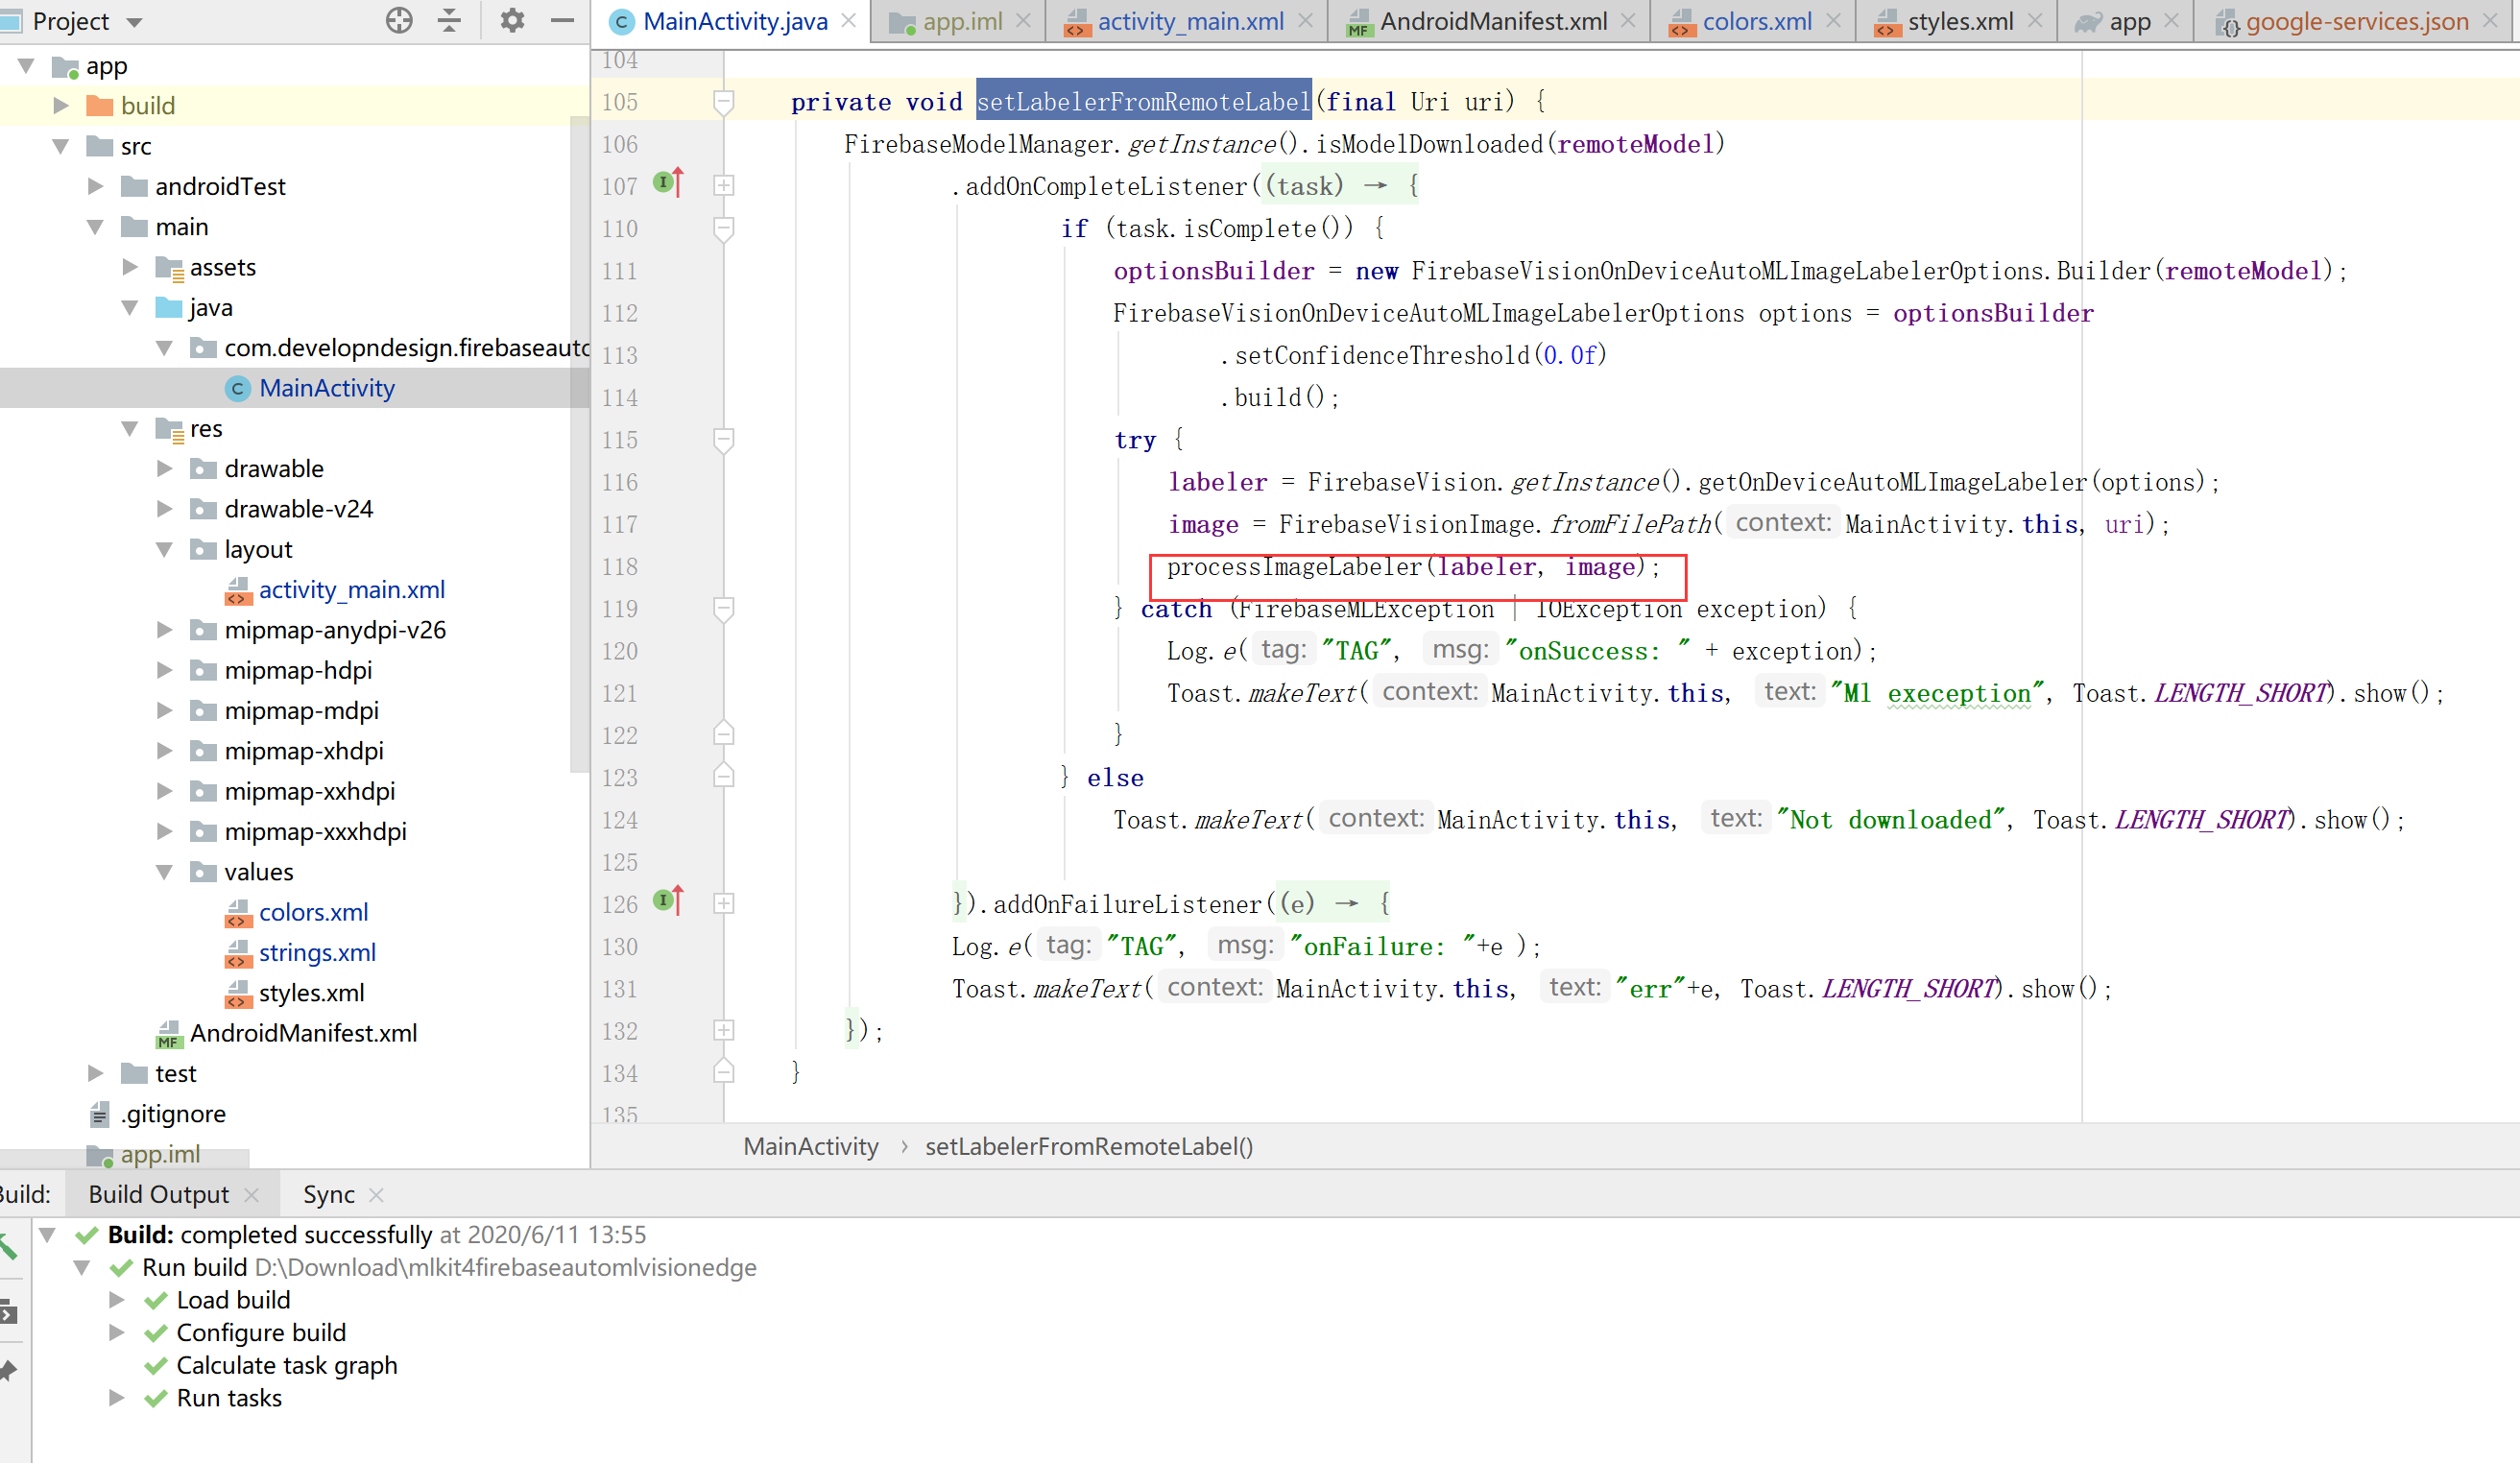 Project
MainActivity.java
app.iml
activity_main.xml
AndroidManifest.xml
colors.xml
styles.xml
app
google-services.json
app
build
src
androidTest
main
assets
java
com.developndesign.firebaseauto
MainActivity
res
drawable
drawable-v24
layout
activity_main.xml
mipmap-anydpi-v26
mipmap-hdpi
mipmap-mdpi
mipmap-xhdpi
mipmap-xxhdpi
mipmap-xxxhdpi
values
colors.xml
strings.xml
styles.xml
AndroidManifest.xml
test
.gitignore
app.iml
104
105 private void setLabelerFromRemoteLabel(final Uri uri) {
106 FirebaseModelManager.getInstance().isModelDownloaded(remoteModel)
107 .addOnCompleteListener((task) → {
110 if (task.isComplete()) {
111 optionsBuilder = new FirebaseVisionOnDeviceAutoMLImageLabelerOptions.Builder(remoteModel);
112 FirebaseVisionOnDeviceAutoMLImageLabelerOptions options = optionsBuilder
113 .setConfidenceThreshold(0.0f)
114 .build();
115 try {
116 labeler = FirebaseVision.getInstance().getOnDeviceAutoMLImageLabeler(options);
117 image = FirebaseVisionImage.fromFilePath( context: MainActivity.this, uri);
118 processImageLabeler(labeler, image);
119 } catch (FirebaseMLException | IOException exception) {
120 Log.e( tag: "TAG", msg: "onSuccess: " + exception);
121 Toast.makeText( context: MainActivity.this, text: "Ml exeception", Toast.LENGTH_SHORT).show();
122 }
123 } else
124 Toast.makeText( context: MainActivity.this, text: "Not downloaded", Toast.LENGTH_SHORT).show();
125
126 }).addOnFailureListener((e) → {
130 Log.e( tag: "TAG", msg: "onFailure: "+e );
131 Toast.makeText( context: MainActivity.this, text: "err"+e, Toast.LENGTH_SHORT).show();
132 });
134 }
135
MainActivity › setLabelerFromRemoteLabel()
Build: Build Output Sync
Build: completed successfully at 2020/6/11 13:55
Run build D:\Download\mlkit4firebaseautomlvisionedge
Load build
Configure build
Calculate task graph
Run tasks